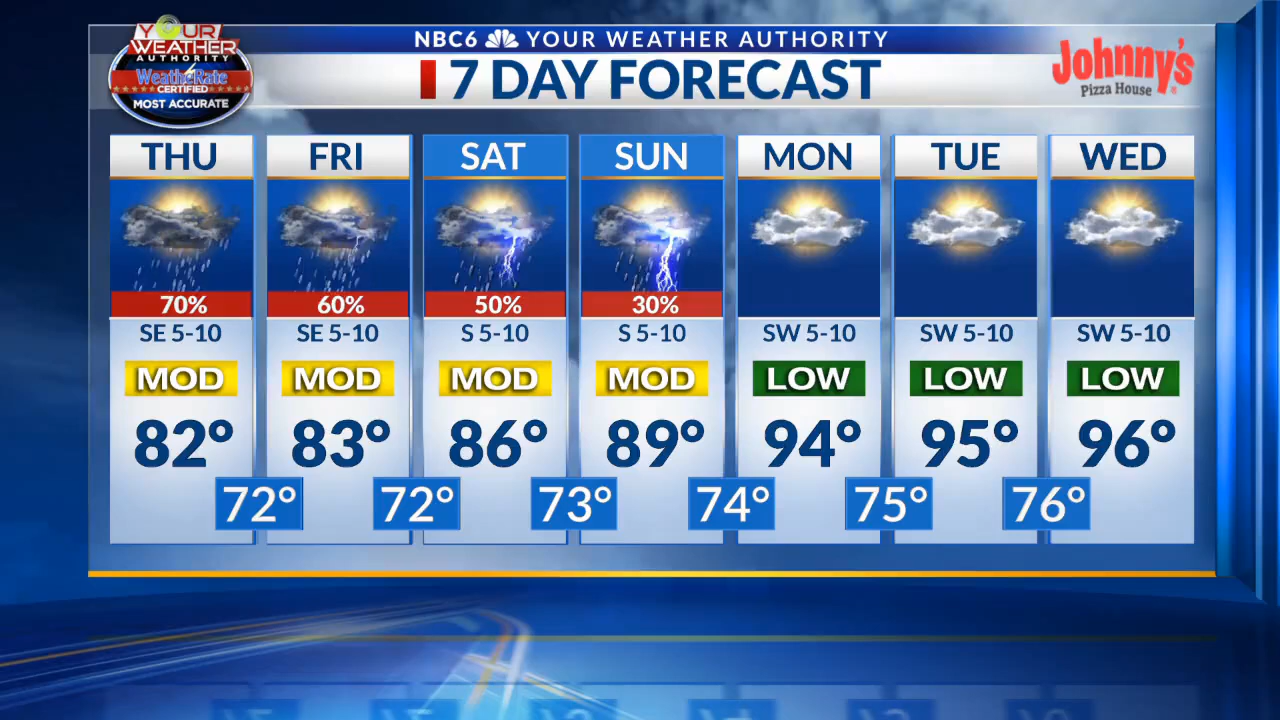 YOUR
WEATHER
AUTHORITY
WeatheRate
CERTIFIED
MOST ACCURATE
NBC6 YOUR WEATHER AUTHORITY
7 DAY FORECAST
Johnny's
Pizza House
THU FRI SAT SUN MON TUE WED
70% 60% 50% 30%
SE 5-10 SE 5-10 S 5-10 S 5-10 SW 5-10 SW 5-10 SW 5-10
MOD MOD MOD MOD LOW LOW LOW
82° 83° 86° 89° 94° 95° 96°
72° 72° 73° 74° 75° 76°